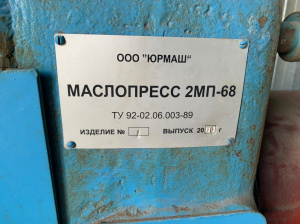 ООО "ЮРМАШ"
МАСЛОПРЕСС 2МП-68
ТУ 92-02.06.003-89
ИЗДЕЛИЕ № ВЫПУСК 20 г